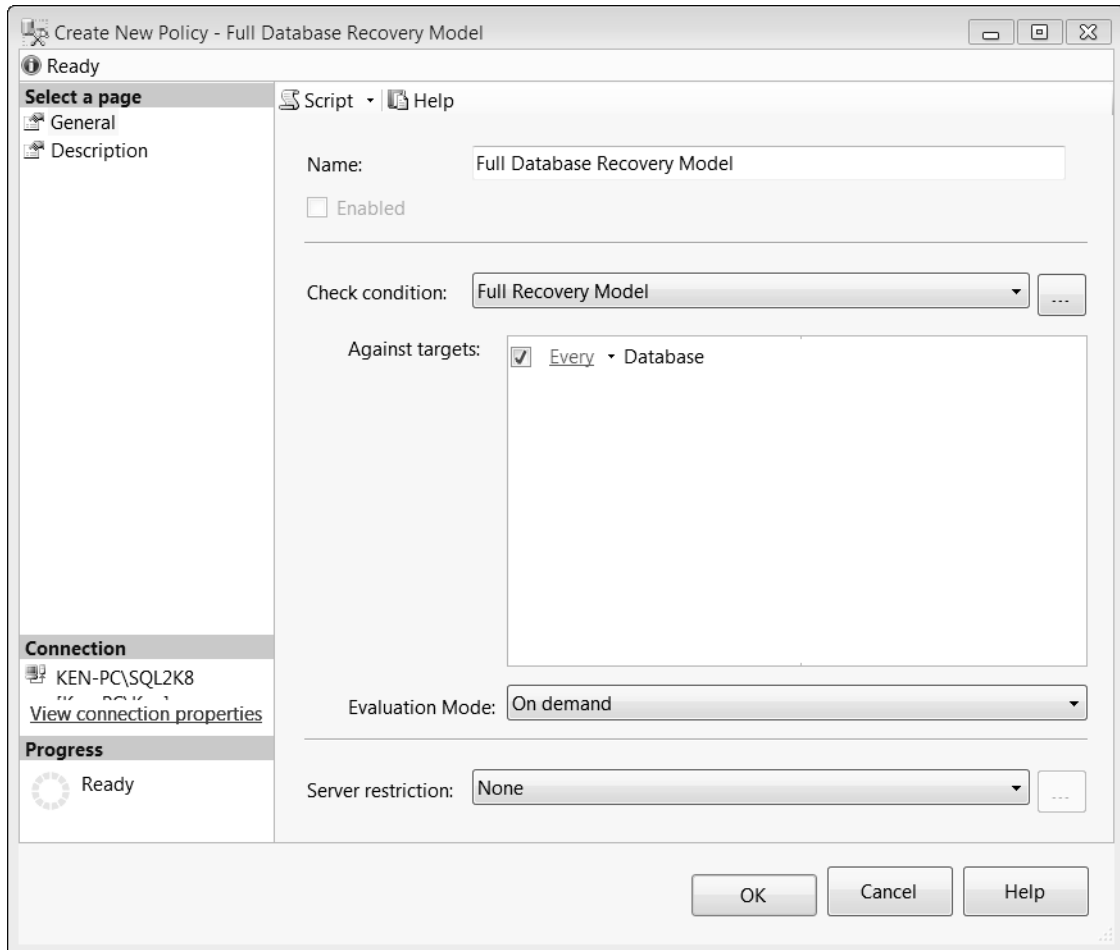 Create New Policy - Full Database Recovery Model
Ready
Select a page
General
Description
Script
Help
Name:
Full Database Recovery Model
Enabled
Check condition:
Full Recovery Model
...
Against targets:
Every
Database
Evaluation Mode:
On demand
Server restriction:
None
...
Connection
KEN-PC\SQL2K8
View connection properties
Progress
Ready
OK
Cancel
Help